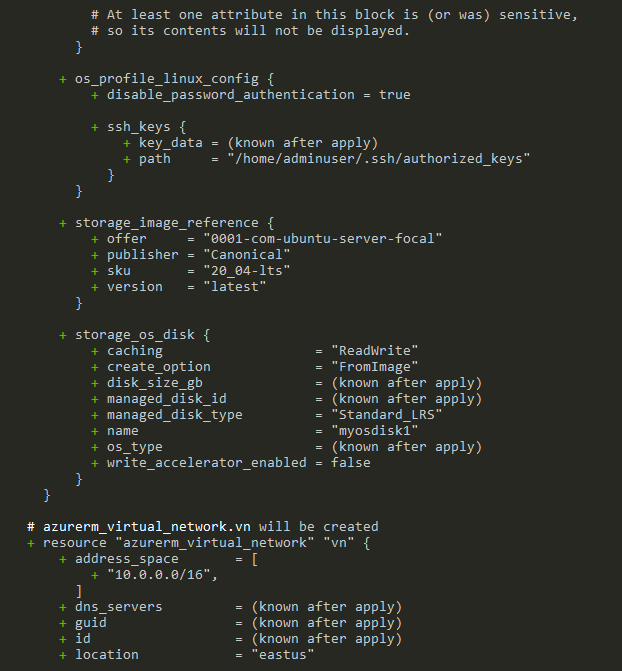 # At least one attribute in this block is (or was) sensitive,
# so its contents will not be displayed.
}
+ os_profile_linux_config {
+ disable_password_authentication = true
+ ssh_keys {
+ key_data = (known after apply)
+ path     = "/home/adminuser/.ssh/authorized_keys"
}
}
+ storage_image_reference {
+ offer     = "0001-com-ubuntu-server-focal"
+ publisher = "Canonical"
+ sku       = "20_04-lts"
+ version   = "latest"
}
+ storage_os_disk {
+ caching                   = "ReadWrite"
+ create_option             = "FromImage"
+ disk_size_gb              = (known after apply)
+ managed_disk_id           = (known after apply)
+ managed_disk_type         = "Standard_LRS"
+ name                      = "myosdisk1"
+ os_type                   = (known after apply)
+ write_accelerator_enabled = false
}
}
# azurerm_virtual_network.vn will be created
+ resource "azurerm_virtual_network" "vn" {
+ address_space       = [
+ "10.0.0.0/16",
]
+ dns_servers         = (known after apply)
+ guid                = (known after apply)
+ id                  = (known after apply)
+ location            = "eastus"